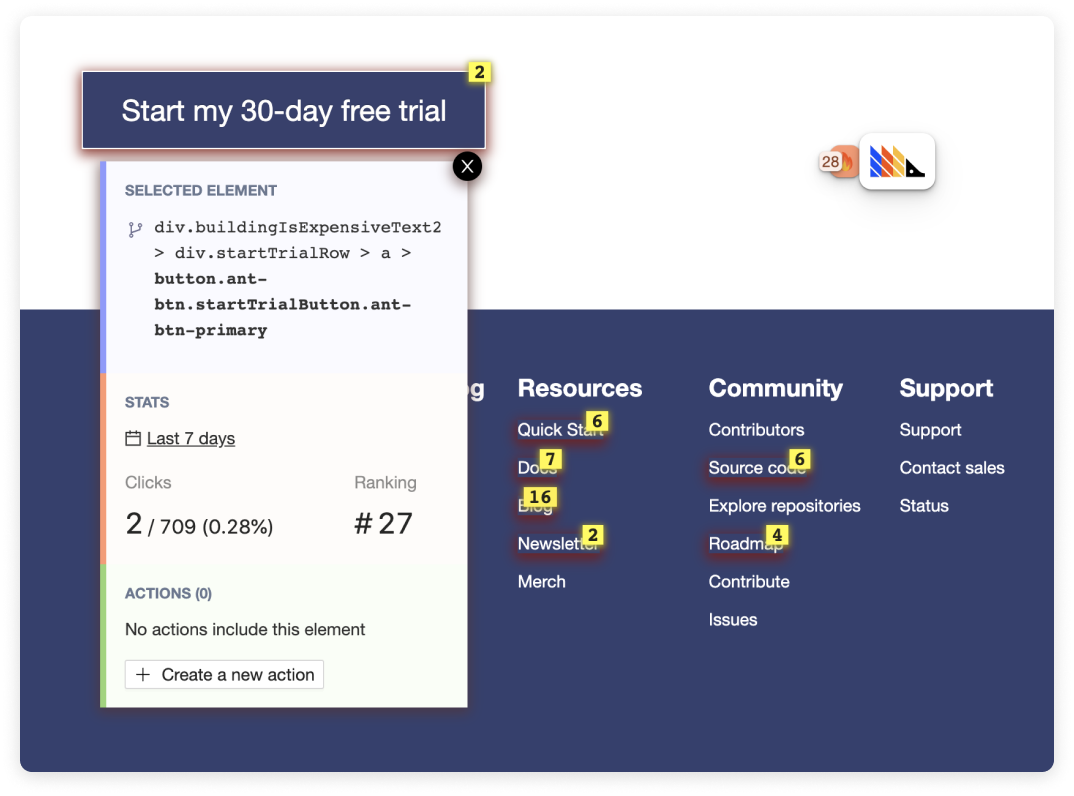 2
Start my 30-day free trial
X
28
SELECTED ELEMENT
div.buildingIsExpensiveText2
> div.startTrialRow > a >
button.ant-
btn.startTrialButton.ant-
btn-primary
STATS
Last 7 days
Clicks
Ranking
2 / 709 (0.28%)
# 27
ACTIONS (0)
No actions include this element
+ Create a new action
og
Resources
Quick Start
6
Docs
7
Blog
16
Newsletter
2
Merch
Community
Contributors
Source code
6
Explore repositories
Roadmap
4
Contribute
Issues
Support
Support
Contact sales
Status